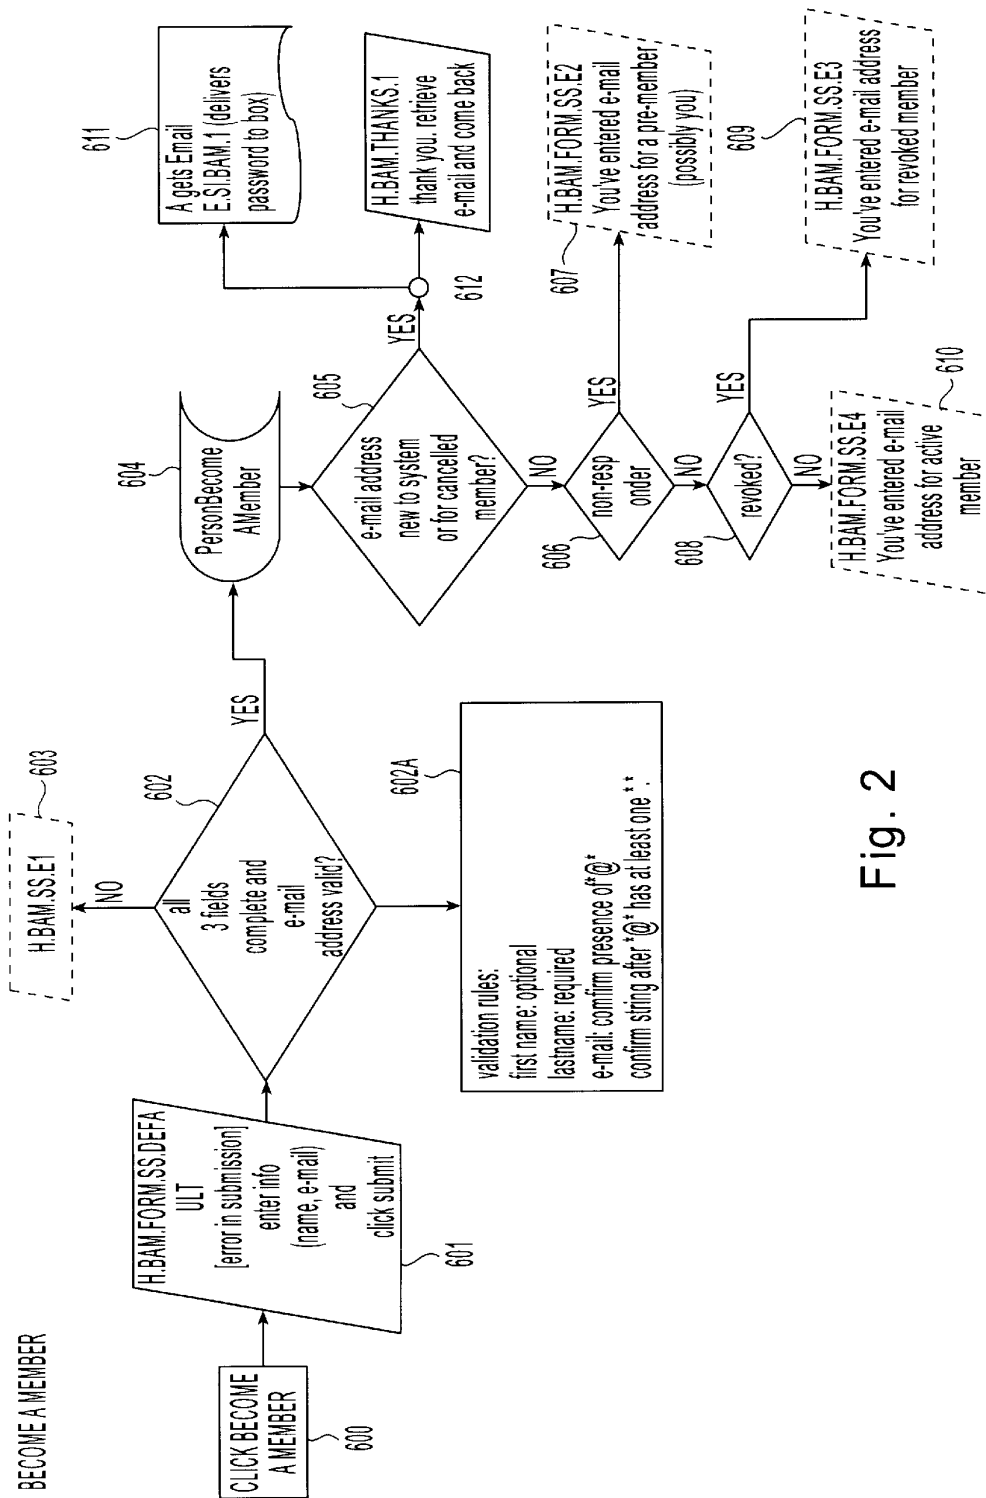 BECOME A MEMBER
CLICK BECOME
A MEMBER
600
H.BAM.FORM.SS.DEFA
ULT
[error in submission]
enter info
(name, e-mail)
and
click submit
601
all
3 fields
complete and
e-mail
address valid?
602
NO
H.BAM.SS.E1
603
YES
validation rules:
first name: optional
lastname: required
e-mail: comfirm presence of"@"
confirm string after "@" has at least one "."
602A
PersonBecome
AMember
604
e-mail address
new to system
or for cancelled
member?
605
YES
612
A gets Email
E.SI.BAM.1 (delivers
password to box)
611
H.BAM.THANKS.1
thank you. retrieve
e-mail and come back
NO
non-resp
onder
606
YES
H.BAM.FORM.SS.E2
You've entered e-mail
address for a pre-member
(possibly you)
607
NO
revoked?
608
YES
H.BAM.FORM.SS.E3
You've entered e-mail address
for revoked member
609
NO
H.BAM.FORM.SS.E4
You've entered e-mail
address for active
member
610
Fig. 2